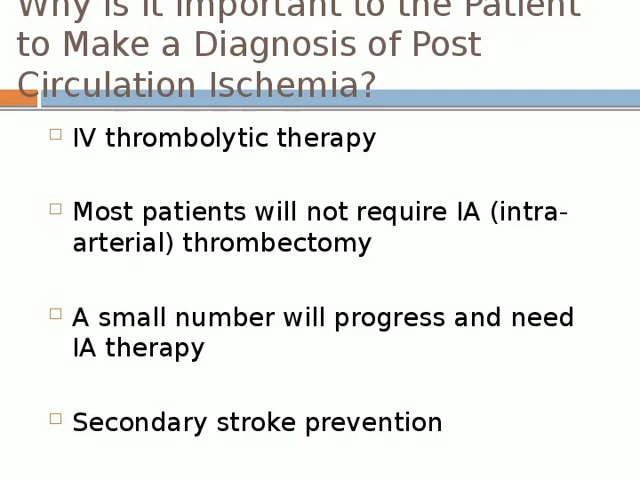 Why is it Important to the Patient
to Make a Diagnosis of Post
Circulation Ischemia?
IV thrombolytic therapy
Most patients will not require IA (intra-
arterial) thrombectomy
A small number will progress and need
IA therapy
Secondary stroke prevention